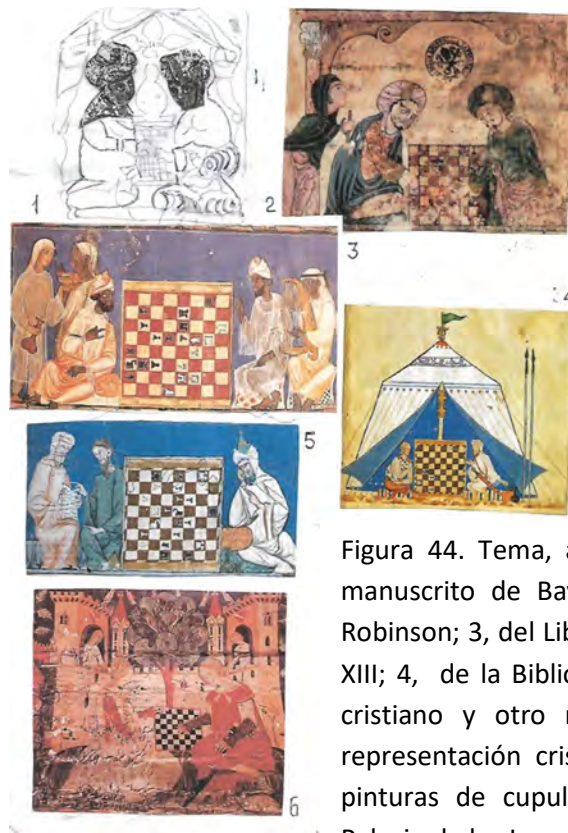 1
2
3
4
5
6
Figura 44. Tema, a
manuscrito de Bay
Robinson; 3, del Lib
XIII; 4, de la Biblio
cristiano y otro
representación cris
pinturas de cupul